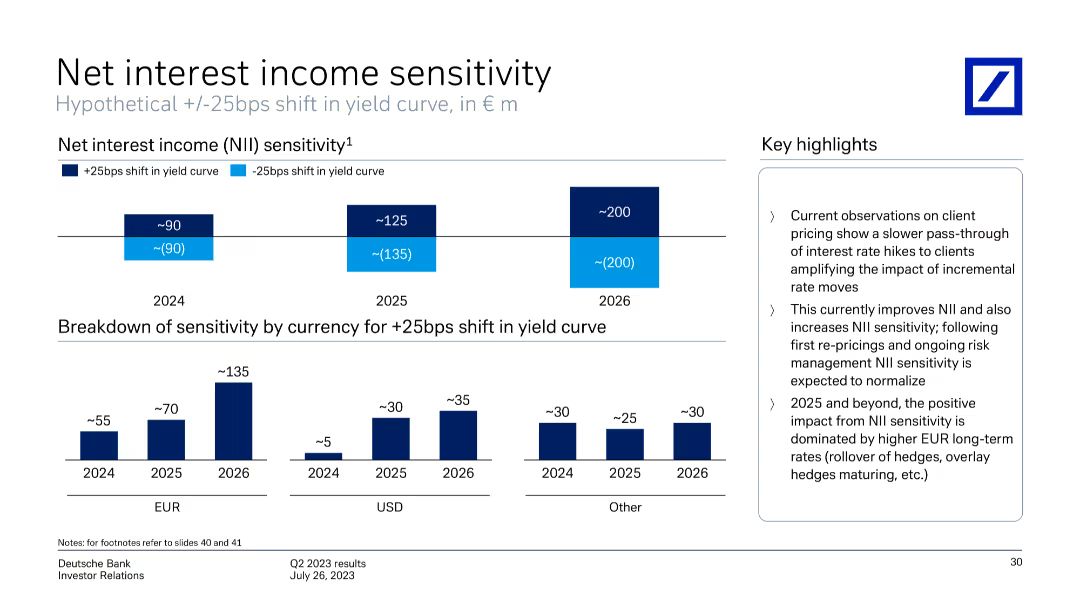 Net interest income sensitivity
Hypothetical +/-25bps shift in yield curve, in € m
Net interest income (NII) sensitivity¹
+25bps shift in yield curve
-25bps shift in yield curve
~90
~125
~200
~(90)
~(135)
~(200)
2024
2025
2026
Breakdown of sensitivity by currency for +25bps shift in yield curve
~55
~70
~135
2024
2025
2026
EUR
~5
~30
~35
2024
2025
2026
USD
~30
~25
~30
2024
2025
2026
Other
Key highlights
〉 Current observations on client
pricing show a slower pass-through
of interest rate hikes to clients
amplifying the impact of incremental
rate moves
〉 This currently improves NII and also
increases NII sensitivity; following
first re-pricings and ongoing risk
management NII sensitivity is
expected to normalize
〉 2025 and beyond, the positive
impact from NII sensitivity is
dominated by higher EUR long-term
rates (rollover of hedges, overlay
hedges maturing, etc.)
Notes: for footnotes refer to slides 40 and 41
Deutsche Bank
Investor Relations
Q2 2023 results
July 26, 2023
30